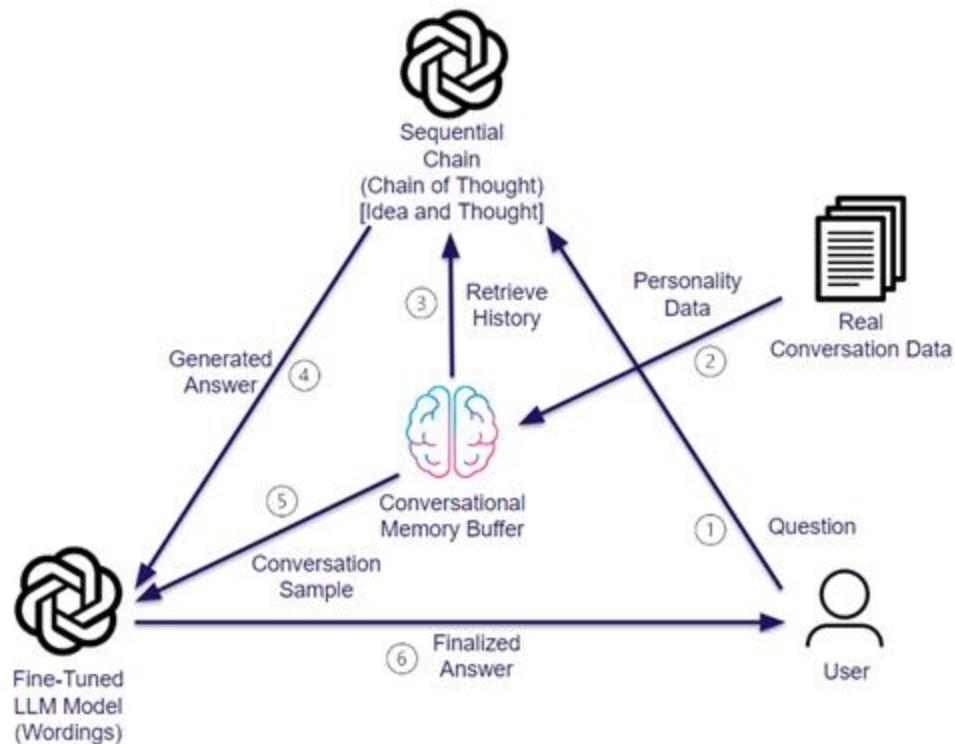 Sequential
Chain
(Chain of Thought)
[Idea and Thought]
3
Retrieve
History
Personality
Data
2
Real
Conversation Data
Generated
Answer
4
5
Conversational
Memory Buffer
1
Question
Conversation
Sample
6
Finalized
Answer
User
Fine-Tuned
LLM Model
(Wordings)